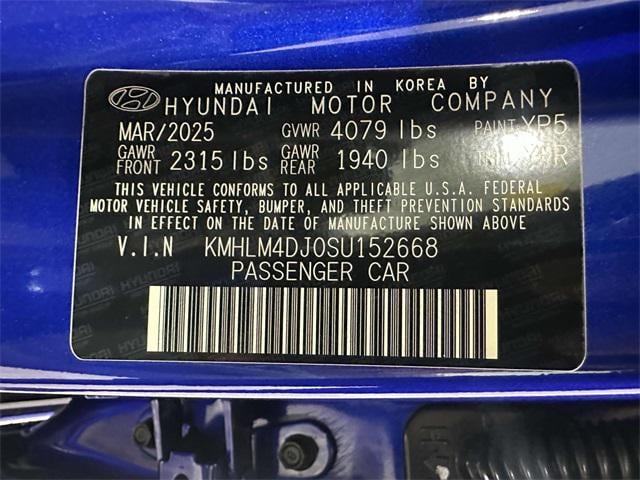 MANUFACTURED IN KOREA BY
HYUNDAI MOTOR COMPANY
MAR/2025 GVWR 4079 lbs PAINT YP5
GAWR FRONT 2315 lbs GAWR REAR 1940 lbs
THIS VEHICLE CONFORMS TO ALL APPLICABLE U.S.A. FEDERAL
MOTOR VEHICLE SAFETY, BUMPER, AND THEFT PREVENTION STANDARDS
IN EFFECT ON THE DATE OF MANUFACTURE SHOWN ABOVE.
V.I.N KMHLM4DJ0SU152668
PASSENGER CAR